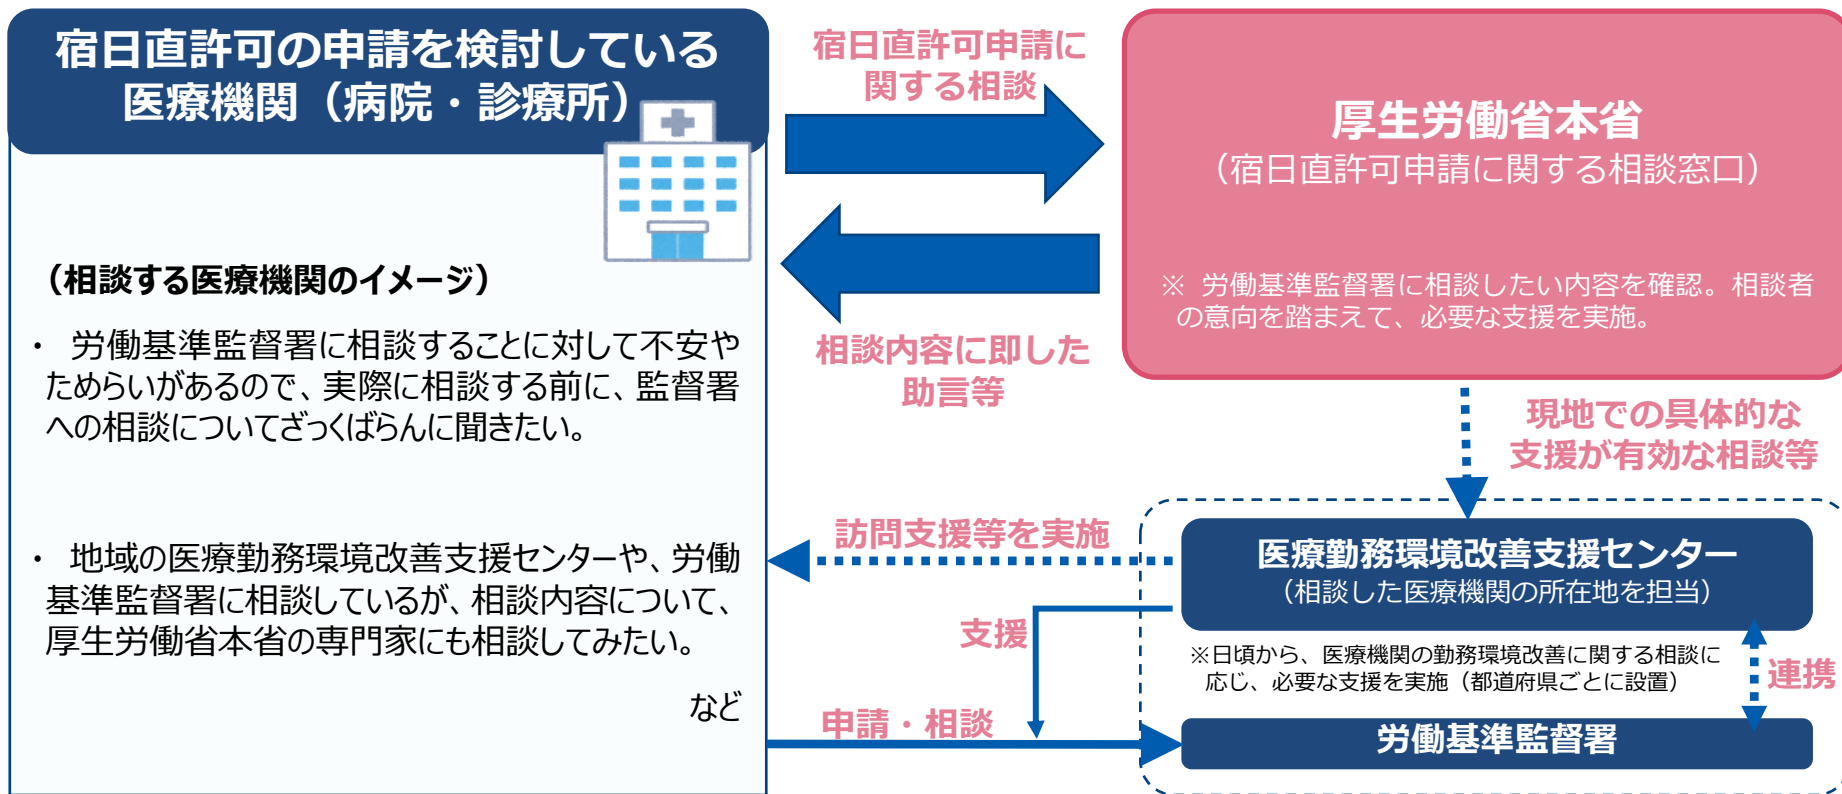 宿日直許可の申請を検討している
医療機関（病院・診療所）
（相談する医療機関のイメージ）
・ 労働基準監督署に相談することに対して不安や
ためらいがあるので、実際に相談する前に、監督署
への相談についてざっくばらんに聞きたい。
・ 地域の医療勤務環境改善支援センターや、労働
基準監督署に相談しているが、相談内容について、
厚生労働省本省の専門家にも相談してみたい。
など
宿日直許可申請に
関する相談
相談内容に即した
助言等
厚生労働省本省
（宿日直許可申請に関する相談窓口）
※ 労働基準監督署に相談したい内容を確認。相談者
の意向を踏まえて、必要な支援を実施。
現地での具体的な
支援が有効な相談等
訪問支援等を実施
医療勤務環境改善支援センター
（相談した医療機関の所在地を担当）
支援
※日頃から、医療機関の勤務環境改善に関する相談に
応じ、必要な支援を実施（都道府県ごとに設置）
連携
申請・相談
労働基準監督署